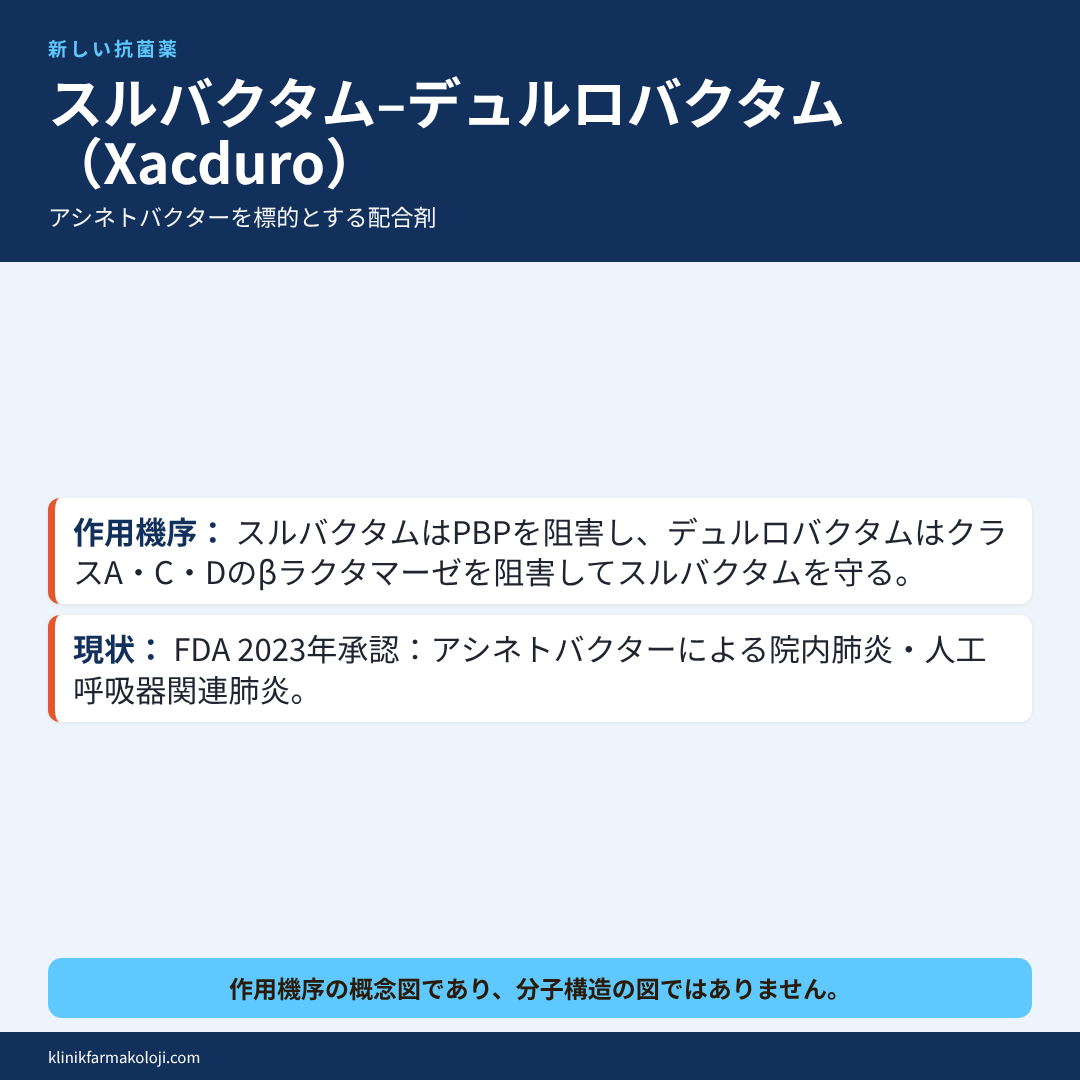 新しい抗菌薬
スルバクタム–デュルロバクタム
（Xacduro）
アシネトバクターを標的とする配合剤
作用機序： スルバクタムはPBPを阻害し、デュルロバクタムはクラ
スA・C・Dのβラクタマーゼを阻害してスルバクタムを守る。
現状： FDA 2023年承認：アシネトバクターによる院内肺炎・人工
呼吸器関連肺炎。
作用機序の概念図であり、分子構造の図ではありません。
klinikfarmakoloji.com